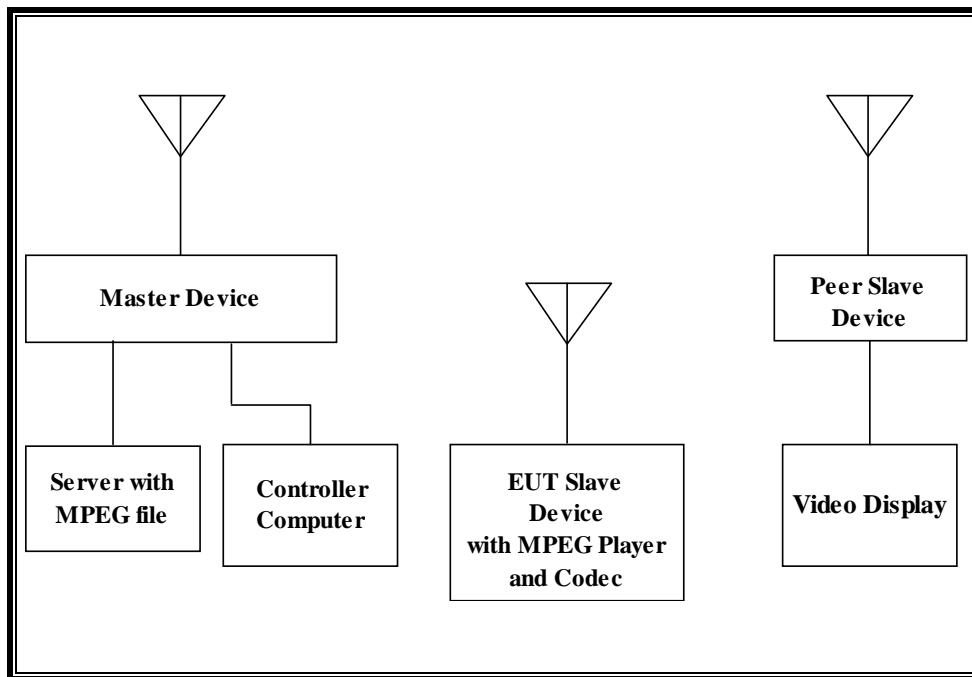 Master Device
Peer Slave
Device
Server with
MPEG file
Controller
Computer
EUT Slave
Device
with MPEG Player
and Codec
Video Display